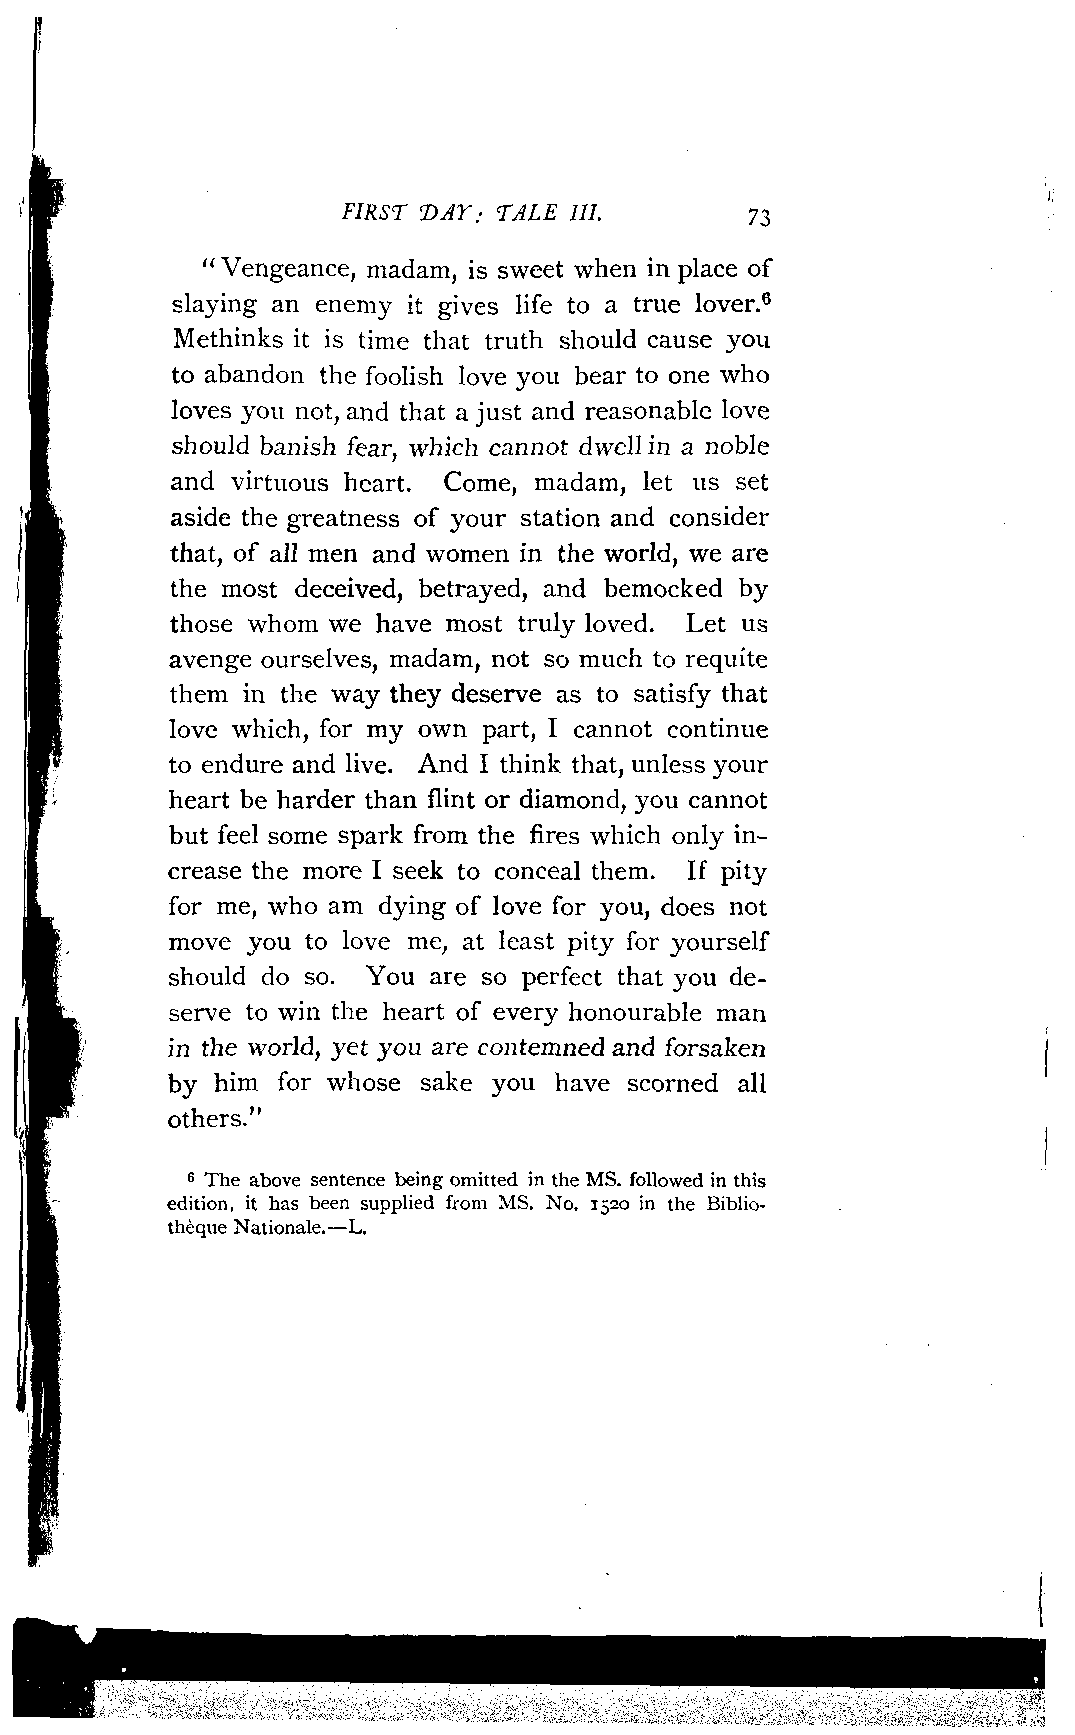 FIRST DAY: TALE III. 73
“Vengeance, madam, is sweet when in place of
slaying an enemy it gives life to a true lover.⁶
Methinks it is time that truth should cause you
to abandon the foolish love you bear to one who
loves you not, and that a just and reasonable love
should banish fear, which cannot dwell in a noble
and virtuous heart. Come, madam, let us set
aside the greatness of your station and consider
that, of all men and women in the world, we are
the most deceived, betrayed, and bemocked by
those whom we have most truly loved. Let us
avenge ourselves, madam, not so much to requite
them in the way they deserve as to satisfy that
love which, for my own part, I cannot continue
to endure and live. And I think that, unless your
heart be harder than flint or diamond, you cannot
but feel some spark from the fires which only in-
crease the more I seek to conceal them. If pity
for me, who am dying of love for you, does not
move you to love me, at least pity for yourself
should do so. You are so perfect that you de-
serve to win the heart of every honourable man
in the world, yet you are contemned and forsaken
by him for whose sake you have scorned all
others.”
⁶ The above sentence being omitted in the MS. followed in this
edition, it has been supplied from MS. No. 1520 in the Biblio-
thèque Nationale.—L.